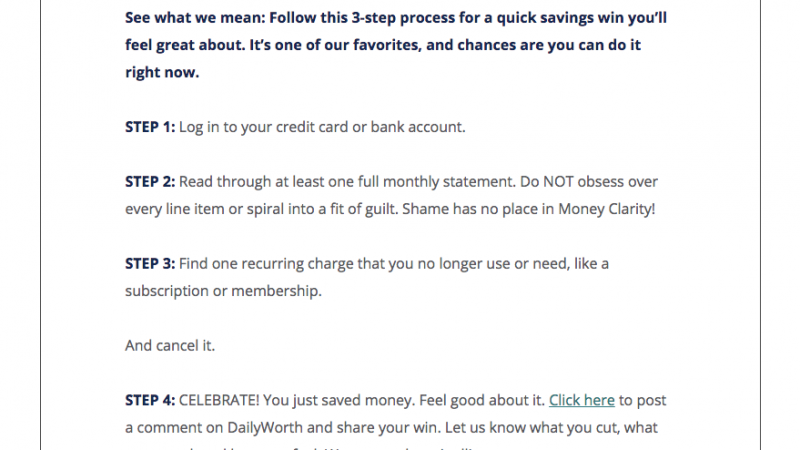 See what we mean: Follow this 3-step process for a quick savings win you'll
feel great about. It's one of our favorites, and chances are you can do it
right now.
STEP 1: Log in to your credit card or bank account.
STEP 2: Read through at least one full monthly statement. Do NOT obsess over
every line item or spiral into a fit of guilt. Shame has no place in Money Clarity!
STEP 3: Find one recurring charge that you no longer use or need, like a
subscription or membership.
And cancel it.
STEP 4: CELEBRATE! You just saved money. Feel good about it. Click here to post
a comment on DailyWorth and share your win. Let us know what you cut, what